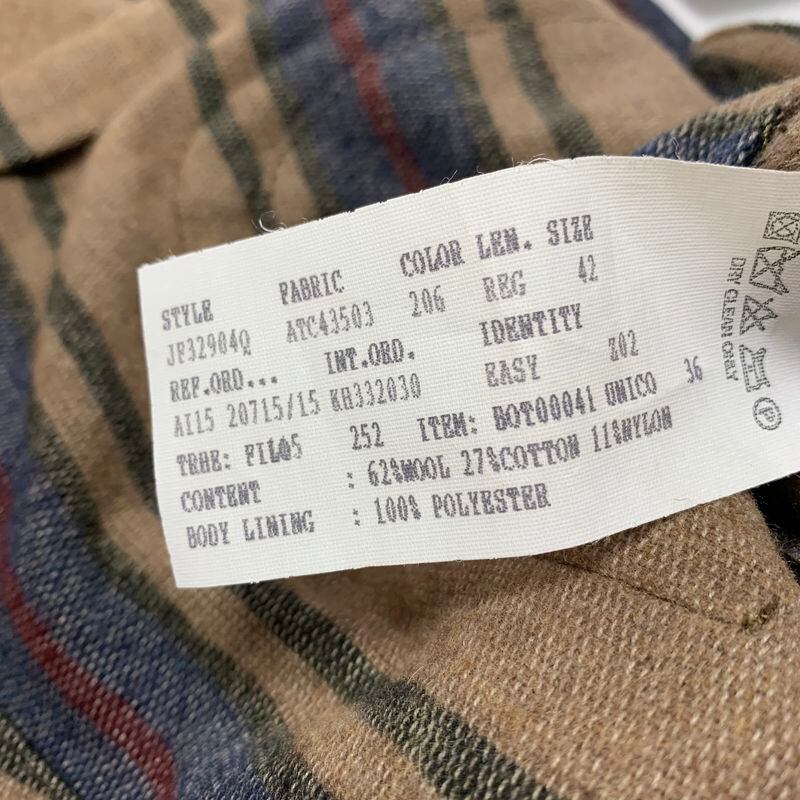 STYLE FABRIC COLOR LEN. SIZE
JF32904Q ATC43503 206 REG 42
REF.ORD... INT.ORD. IDENTITY
AI15 20715/15 KH332030 EASY Z02
TRHE: FIL05 252 ITEM: BOT00041 UNICO 36
CONTENT : 62%WOOL 27%COTTON 11%NYLON
BODY LINING : 100% POLYESTER
DRY CLEAN ONLY
P